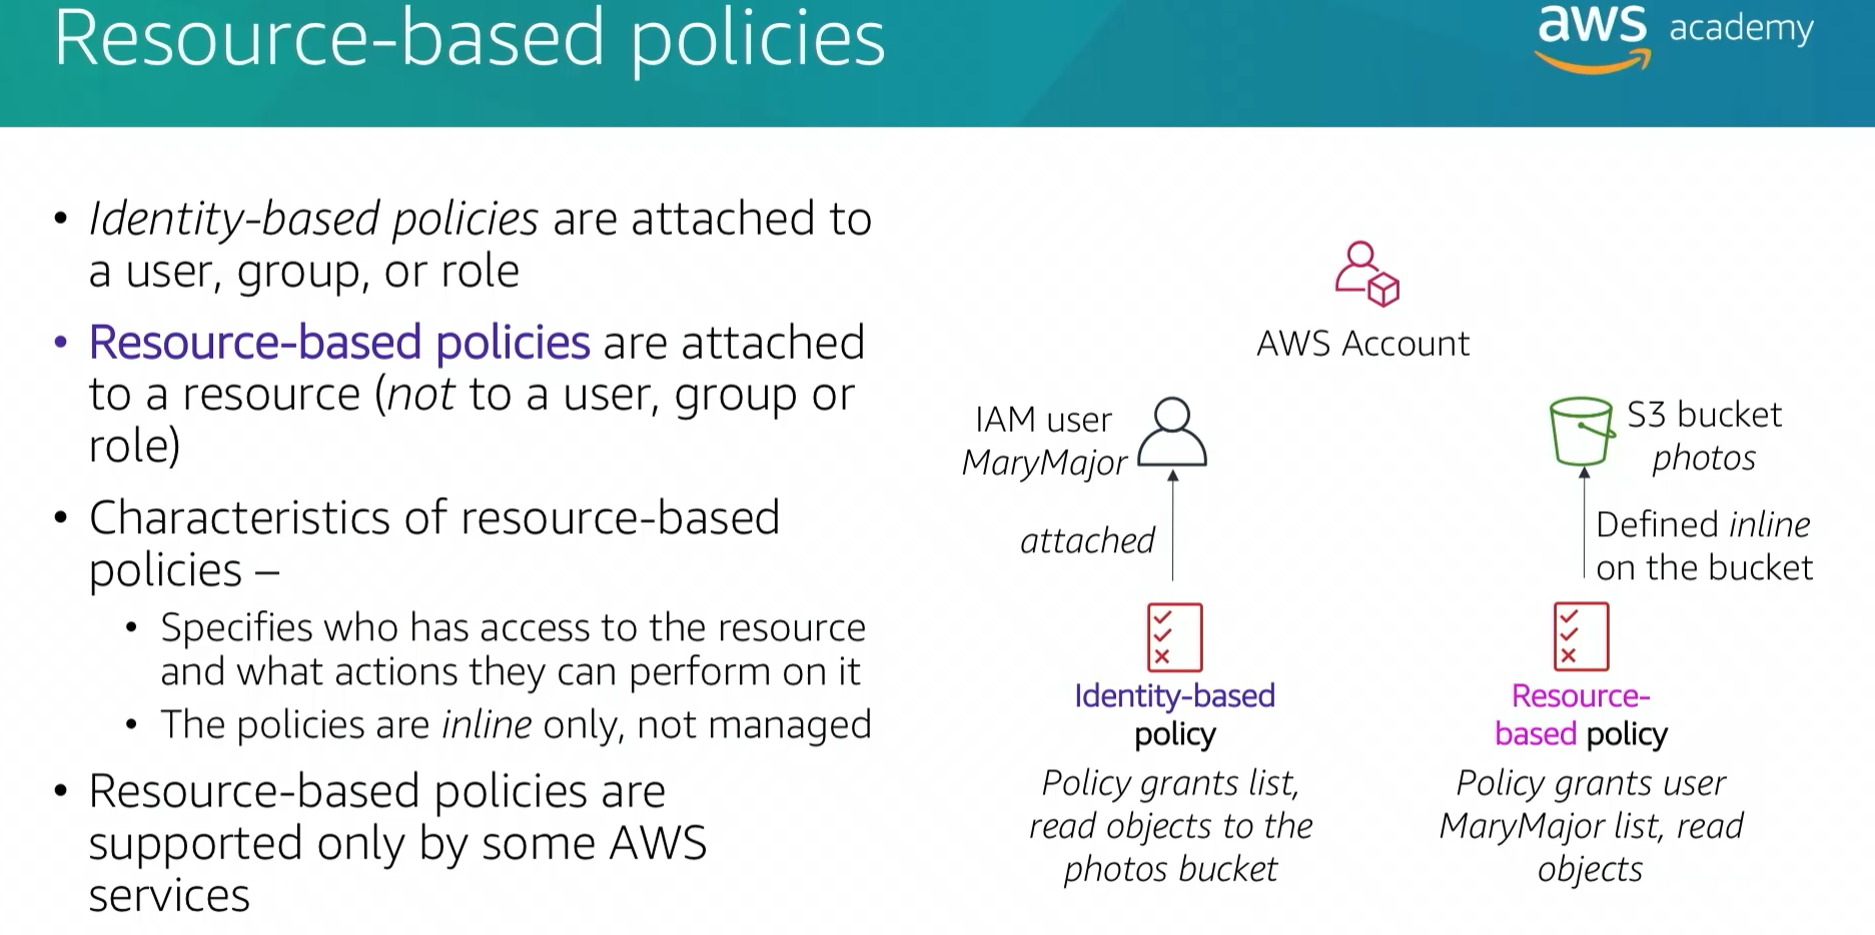 Resource-based policies
aws academy
• Identity-based policies are attached to
a user, group, or role
• Resource-based policies are attached
to a resource (not to a user, group or
role)
• Characteristics of resource-based
policies –
• Specifies who has access to the resource
and what actions they can perform on it
• The policies are inline only, not managed
• Resource-based policies are
supported only by some AWS
services
AWS Account
IAM user
MaryMajor
attached
Identity-based
policy
Policy grants list,
read objects to the
photos bucket
S3 bucket
photos
Defined inline
on the bucket
Resource-
based policy
Policy grants user
MaryMajor list, read
objects